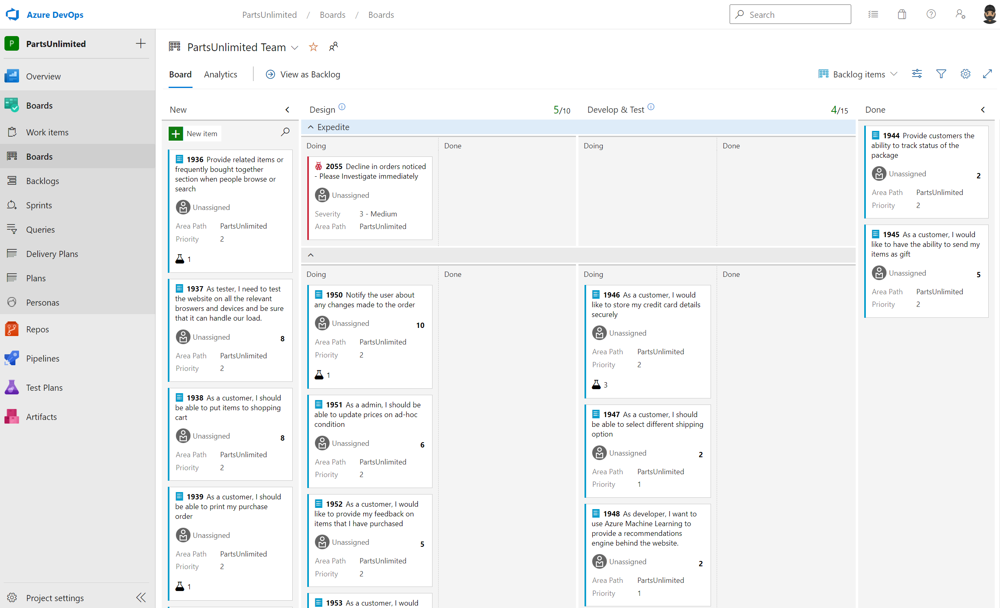 Azure DevOps
PartsUnlimited / Boards / Boards
Search
P PartsUnlimited
Overview
Boards
Work items
Boards
Backlogs
Sprints
Queries
Delivery Plans
Plans
Personas
Repos
Pipelines
Test Plans
Artifacts
Project settings
PartsUnlimited Team
Board Analytics View as Backlog
Backlog items
New
New item
1936 Provide related items or
frequently bought together
section when people browse or
search
Unassigned
Area Path PartsUnlimited
Priority 2
1
1937 As tester, I need to test
the website on all the relevant
broswers and devices and be sure
that it can handle our load.
Unassigned 8
Area Path PartsUnlimited
Priority 2
1938 As a customer, I should
be able to put items to shopping
cart
Unassigned 8
Area Path PartsUnlimited
Priority 2
1939 As a customer, I should
be able to print my purchase
order
Unassigned
Area Path PartsUnlimited
Priority 2
1
Design 5/10
Develop & Test 4/15
Expedite
Doing Done Doing Done
2055 Decline in orders noticed
- Please Investigate immediately
Unassigned
Severity 3 - Medium
Area Path PartsUnlimited
Doing Done Doing Done
1950 Notify the user about
any changes made to the order
Unassigned 10
Area Path PartsUnlimited
Priority 2
1
1951 As a admin, I should be
able to update prices on ad-hoc
condition
Unassigned 6
Area Path PartsUnlimited
Priority 2
1952 As a customer, I would
like to provide my feedback on
items that I have purchased
Unassigned 5
Area Path PartsUnlimited
Priority 2
1953 As a customer, I would
1946 As a customer, I would
like to store my credit card details
securely
Unassigned
Area Path PartsUnlimited
Priority 2
3
1947 As a customer, I should
be able to select different shipping
option
Unassigned 2
Area Path PartsUnlimited
Priority 1
1948 As developer, I want to
use Azure Machine Learning to
provide a recommendations
engine behind the website.
Unassigned 2
Area Path PartsUnlimited
Priority 1
Done
1944 Provide customers the
ability to track status of the
package
Unassigned 2
Area Path PartsUnlimited
Priority 2
1945 As a customer, I would
like to have the ability to send my
items as gift
Unassigned 5
Area Path PartsUnlimited
Priority 2